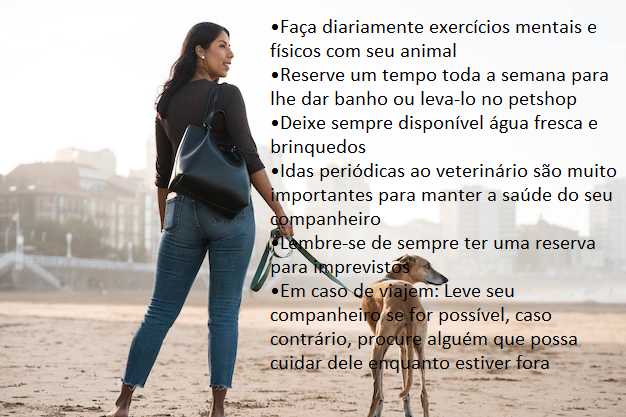 •Faça diariamente exercícios mentais e
físicos com seu animal
•Reserve um tempo toda a semana para
lhe dar banho ou leva-lo no petshop
•Deixe sempre disponível água fresca e
brinquedos
•Idas periódicas ao veterinário são muito
importantes para manter a saúde do seu
companheiro
•Lembre-se de sempre ter uma reserva
para imprevistos
•Em caso de viajem: Leve seu
companheiro se for possível, caso
contrário, procure alguém que possa
cuidar dele enquanto estiver fora